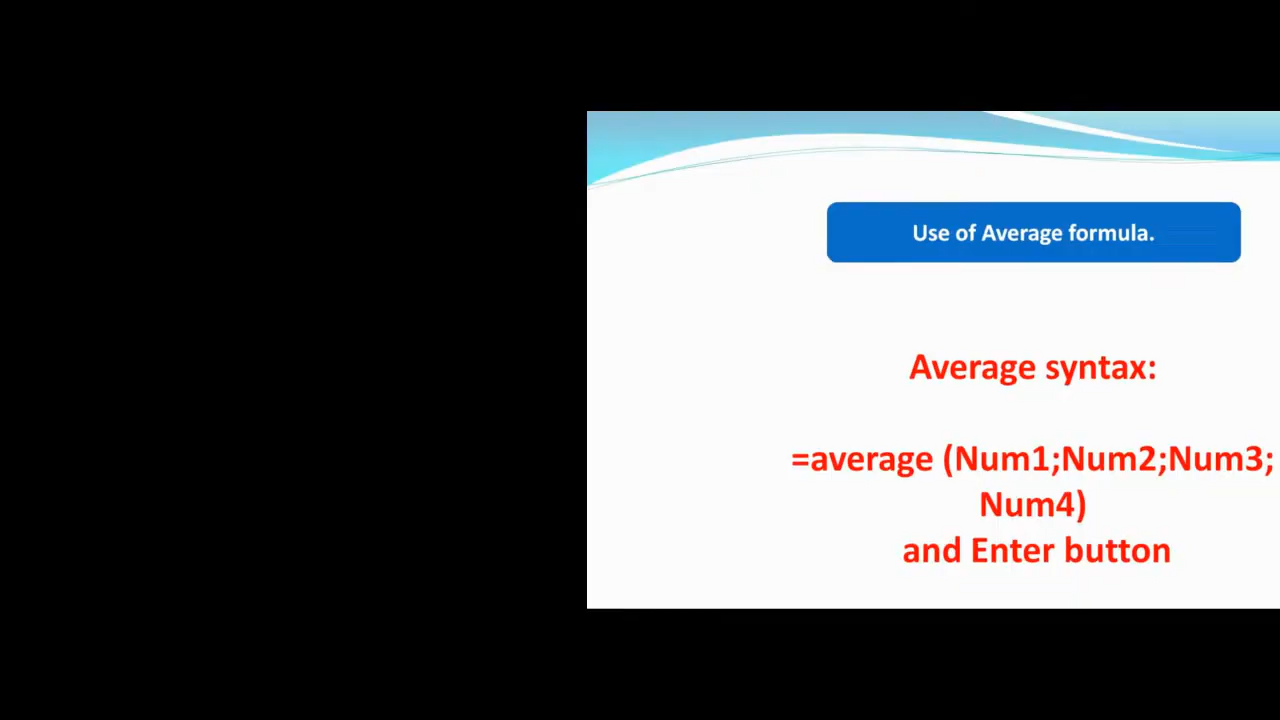 Use of Average formula.
Average syntax:
=average (Num1;Num2;Num3;
Num4)
and Enter button